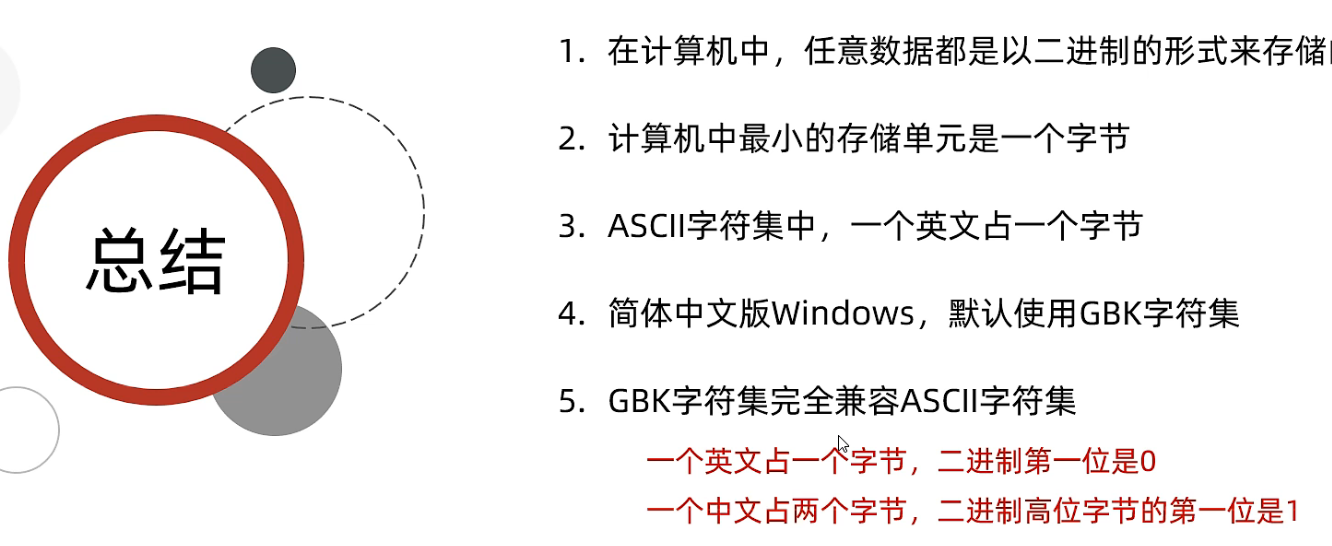 总结
1. 在计算机中，任意数据都是以二进制的形式来存储
2. 计算机中最小的存储单元是一个字节
3. ASCII字符集中，一个英文占一个字节
4. 简体中文版Windows，默认使用GBK字符集
5. GBK字符集完全兼容ASCII字符集
一个英文占一个字节，二进制第一位是0
一个中文占两个字节，二进制高位字节的第一位是1